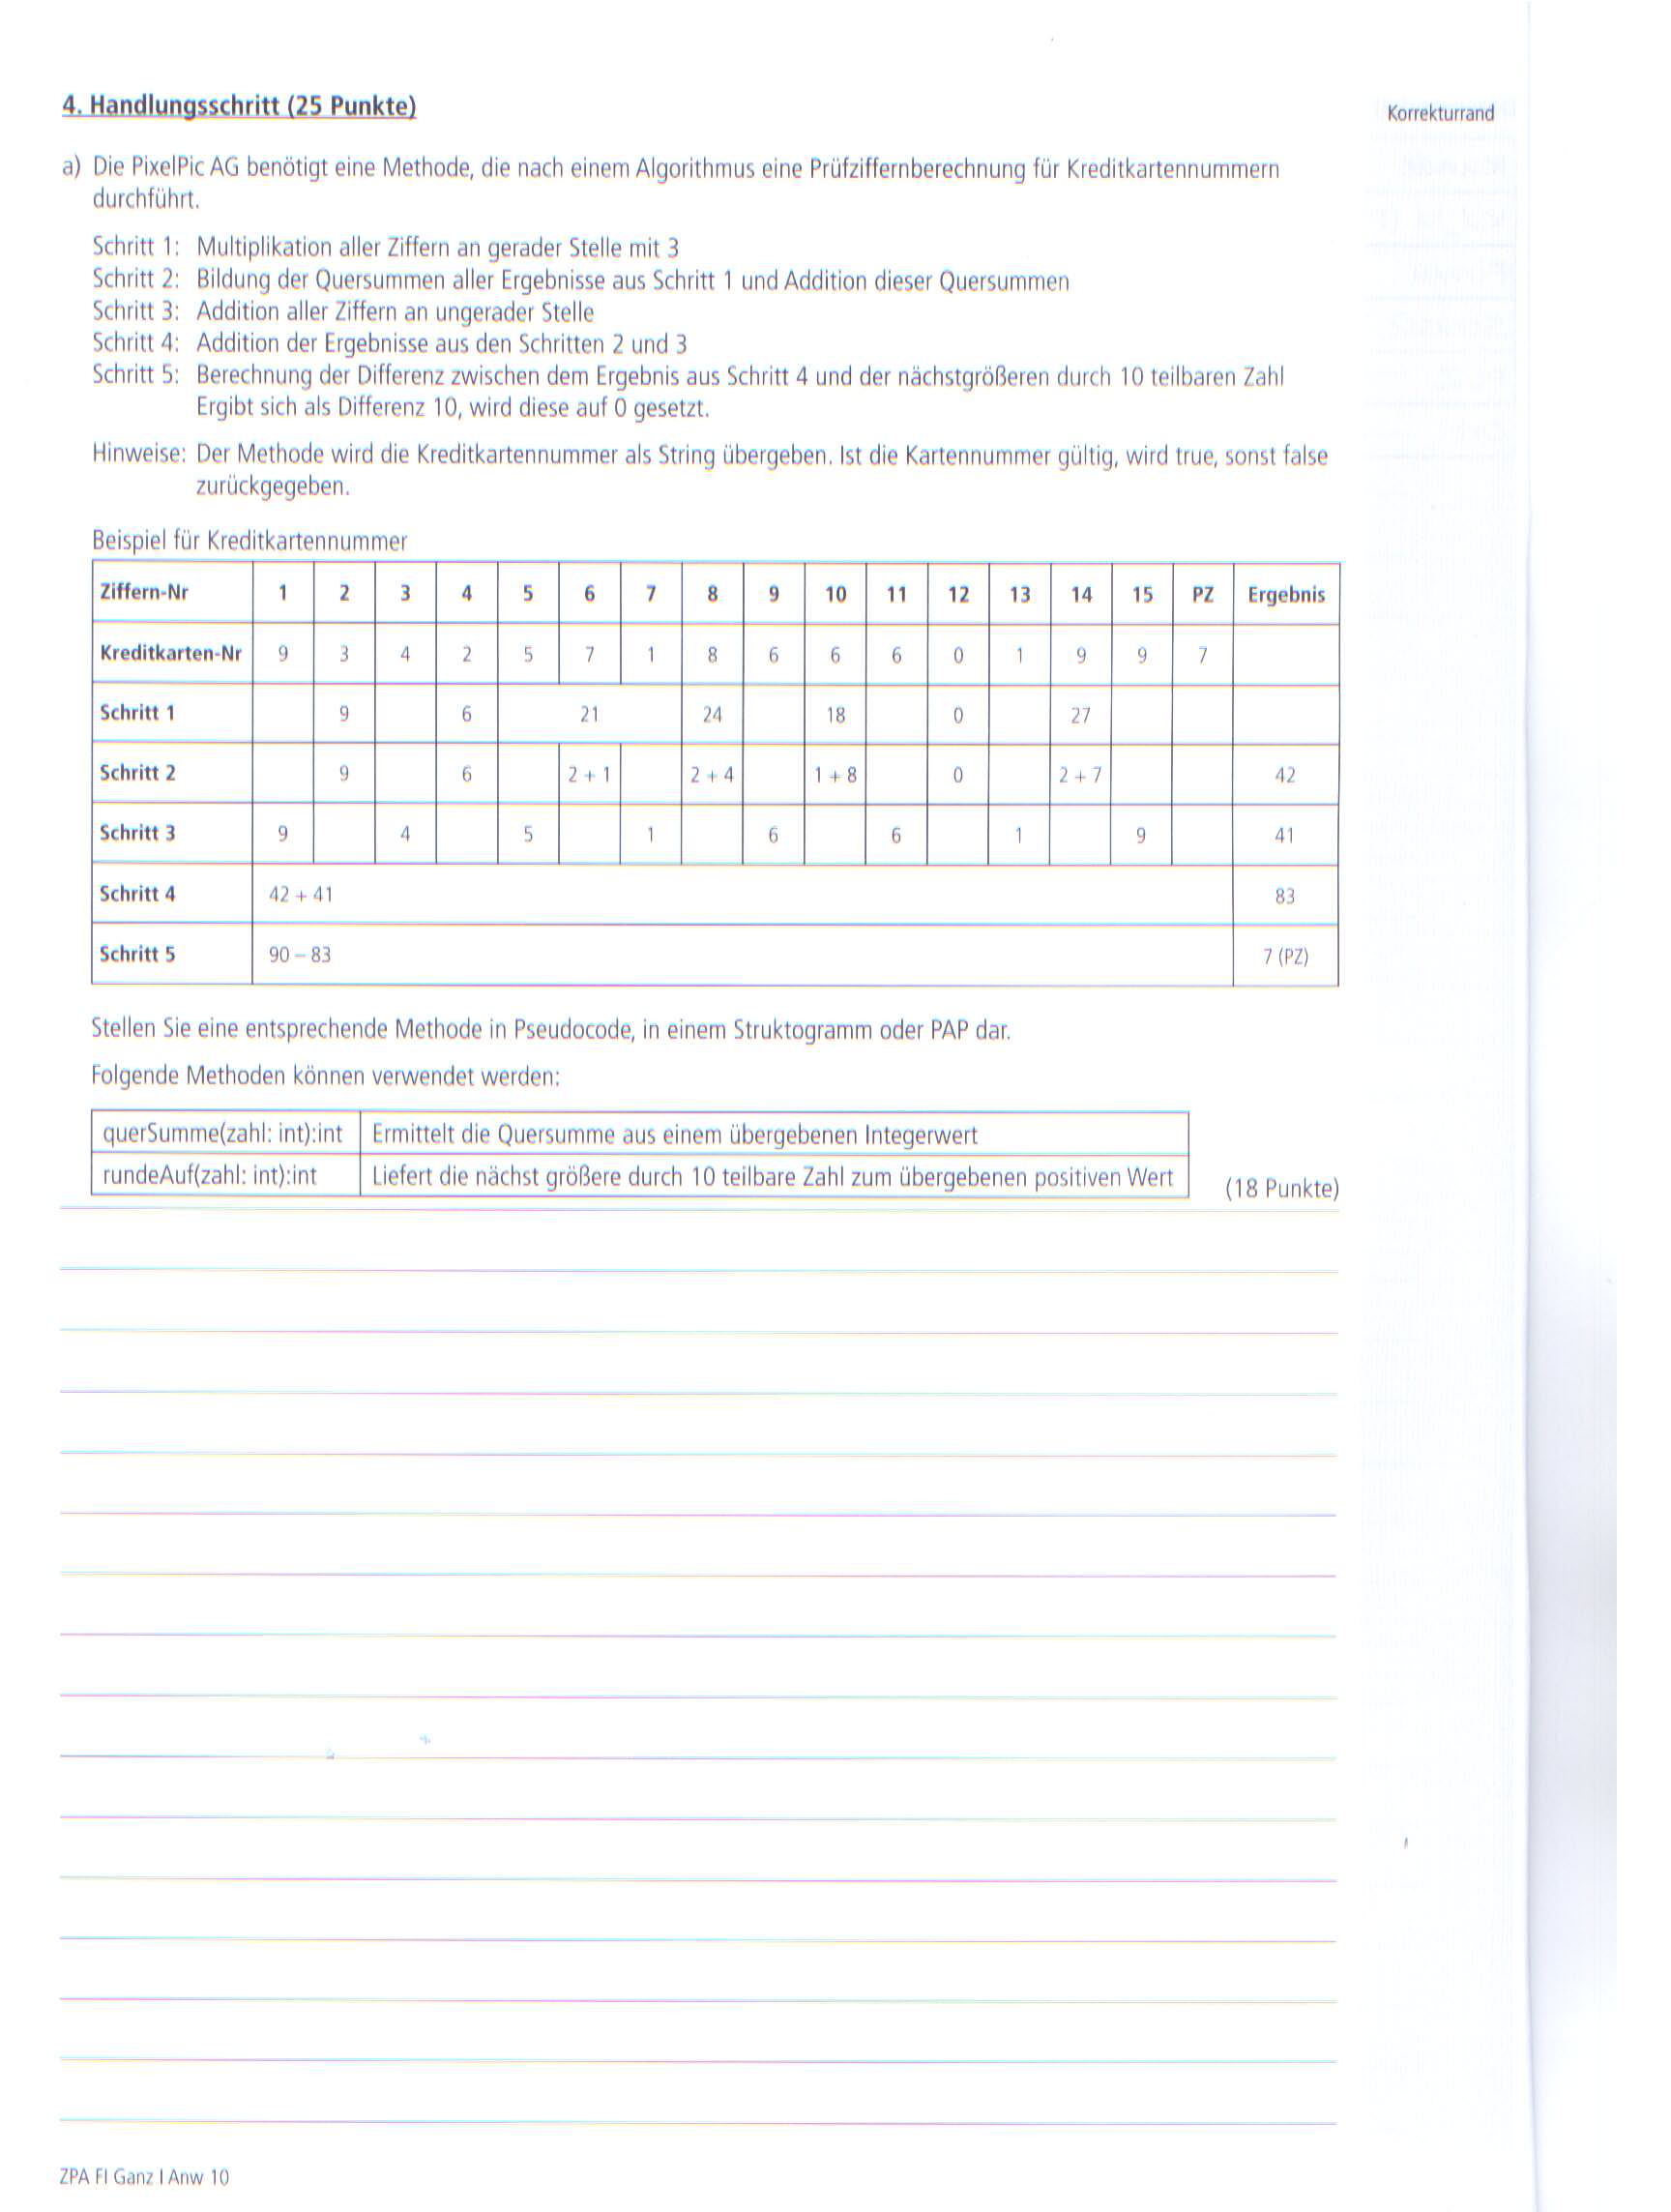 4. Handlungsschritt (25 Punkte)
Korrekturrand
a) Die PixelPic AG benötigt eine Methode, die nach einem Algorithmus eine Prüfziffernberechnung für Kreditkartennummern
durchführt.
Schritt 1: Multiplikation aller Ziffern an gerader Stelle mit 3
Schritt 2: Bildung der Quersummen aller Ergebnisse aus Schritt 1 und Addition dieser Quersummen
Schritt 3: Addition aller Ziffern an ungerader Stelle
Schritt 4: Addition der Ergebnisse aus den Schritten 2 und 3
Schritt 5: Berechnung der Differenz zwischen dem Ergebnis aus Schritt 4 und der nächstgrößeren durch 10 teilbaren Zahl
Ergibt sich als Differenz 10, wird diese auf 0 gesetzt.
Hinweise: Der Methode wird die Kreditkartennummer als String übergeben. Ist die Kartennummer gültig, wird true, sonst false
zurückgegeben.
Beispiel für Kreditkartennummer
Ziffern-Nr 1 2 3 4 5 6 7 8 9 10 11 12 13 14 15 PZ Ergebnis
Kreditkarten-Nr 9 3 4 2 5 7 1 8 6 6 6 0 1 9 9 7
Schritt 1 9 6 21 24 18 0 27
Schritt 2 9 6 2 + 1 2 + 4 1 + 8 0 2 + 7 42
Schritt 3 9 4 5 1 6 6 1 9 41
Schritt 4 42 + 41 83
Schritt 5 90 – 83 7 (PZ)
Stellen Sie eine entsprechende Methode in Pseudocode, in einem Struktogramm oder PAP dar.
Folgende Methoden können verwendet werden:
querSumme(zahl: int):int Ermittelt die Quersumme aus einem übergebenen Integerwert
rundeAuf(zahl: int):int Liefert die nächst größere durch 10 teilbare Zahl zum übergebenen positiven Wert
(18 Punkte)
ZPA FI Ganz I Anw 10